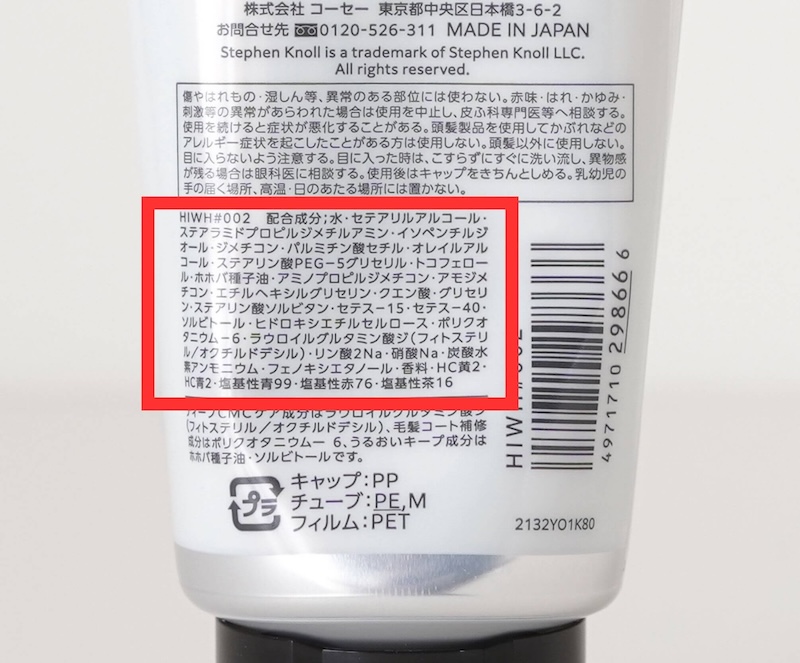 株式会社 コーセー 東京都中央区日本橋3-6-2
お問合せ先 0120-526-311 MADE IN JAPAN
Stephen Knoll is a trademark of Stephen Knoll LLC.
All rights reserved.
傷やはれもの・湿しん等、異常のある部位には使わない。赤味・はれ・かゆみ・
刺激等の異常があらわれた場合は使用を中止し、皮ふ科専門医等へ相談する。
使用を続けると症状が悪化することがある。頭髪製品を使用してかぶれなどの
アレルギー症状を起こしたことがある方は使用しない。頭髪以外に使用しない。
目に入らないよう注意する。目に入った時は、こすらずにすぐに洗い流し、異物感
が残る場合は眼科医に相談する。使用後はキャップをきちんとしめる。乳幼児の
手の届く場所、高温・日のあたる場所には置かない。
HIWH#002 配合成分;水・セテアリルアルコール・
ステアラミドプロピルジメチルアミン・イソペンチルジ
オール・ジメチコン・パルミチン酸セチル・オレイルアル
コール・ステアリン酸PEG-5グリセリル・トコフェロー
ル・ホホバ種子油・アミノプロピルジメチコン・アモジメ
チコン・エチルヘキシルグリセリン・クエン酸・グリセリ
ン・ステアリン酸ソルビタン・セテス-15・セテス-40・
ソルビトール・ヒドロキシエチルセルロース・ポリクオ
タニウム-6・ラウロイルグルタミン酸ジ(フィトステリ
ル/オクチルドデシル)・リン酸2Na・硝酸Na・炭酸水
素アンモニウム・フェノキシエタノール・香料・HC黄2・
HC青2・塩基性青99・塩基性赤76・塩基性茶16
ディープCMCケア成分はラウロイルグルタミン酸ジ
(フィトステリル/オクチルドデシル)、毛髪コート補修
成分はポリクオタニウム-6、うるおいキープ成分は
ホホバ種子油・ソルビトールです。
HIWH#002
4971710 298666
プラ
キャップ:PP
チューブ:PE,M
フィルム:PET
2132YO1K80